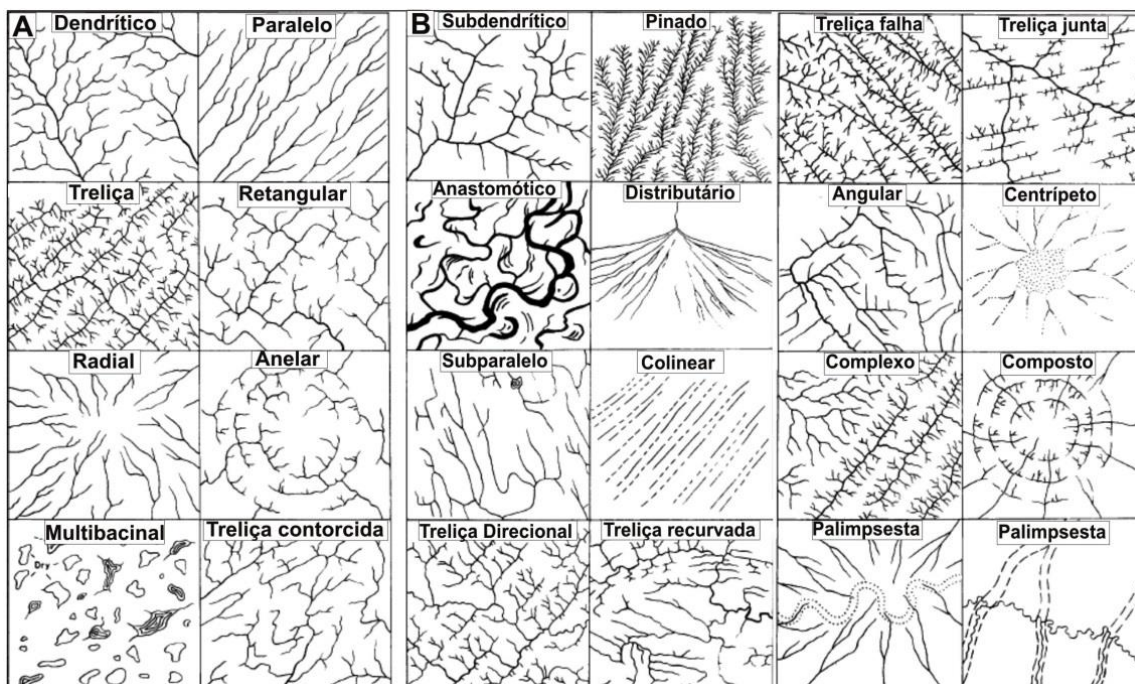 A
Dendrítico
Paralelo
B
Subdendrítico
Pinado
Treliça falha
Treliça junta
Treliça
Retangular
Anastomótico
Distributário
Angular
Centrípeto
Radial
Anelar
Subparalelo
Colinear
Complexo
Composto
Multibacinal
Treliça contorcida
Treliça Direcional
Treliça recurvada
Palimpsesta
Palimpsesta
Dry